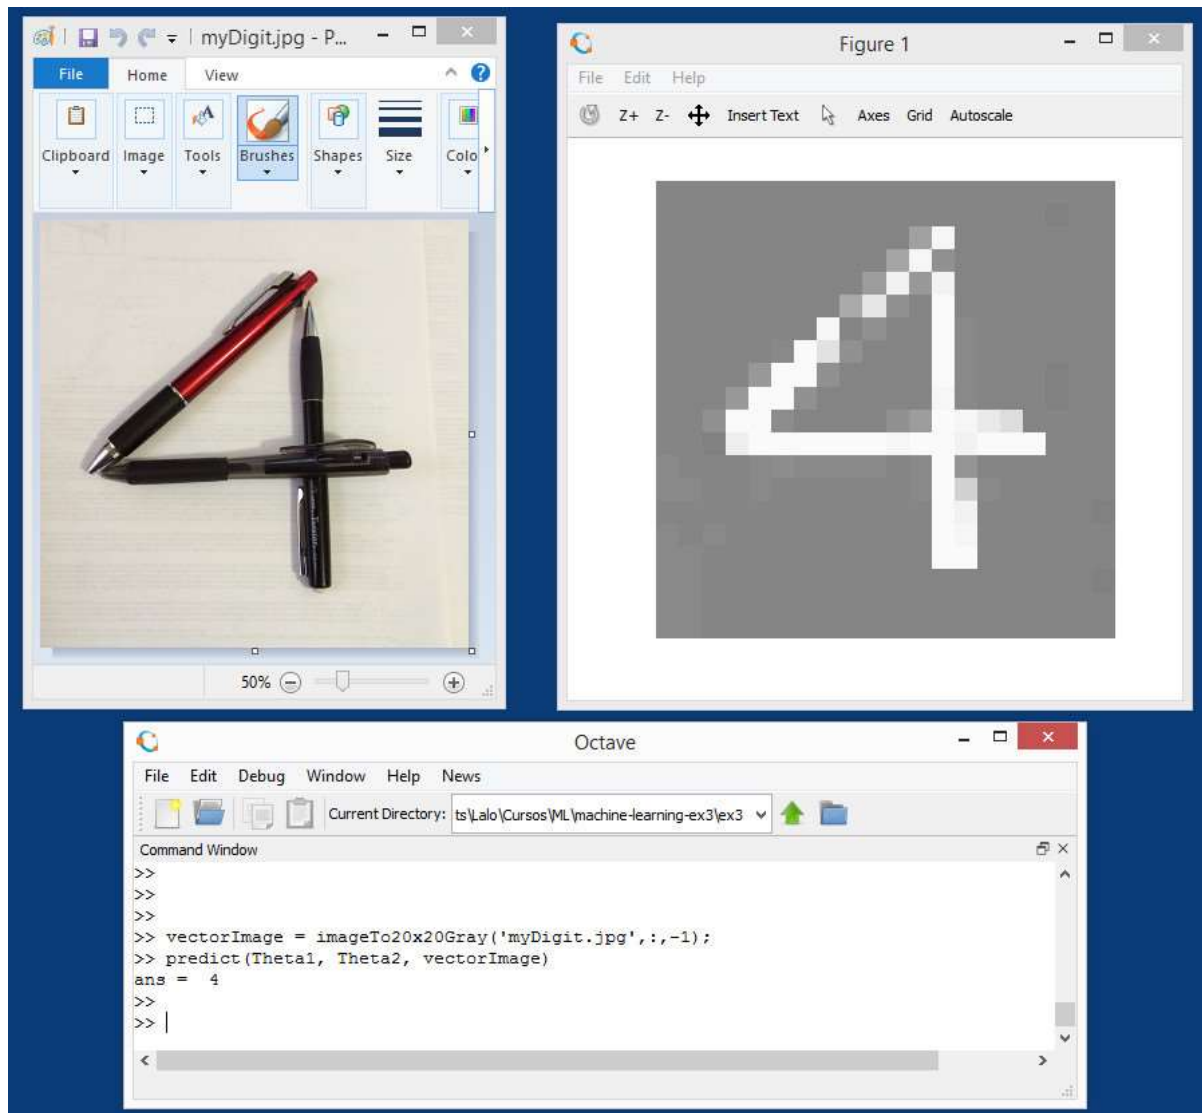 myDigit.jpg - P...
File Home View
Clipboard Image Tools Brushes Shapes Size Colo
50%
Figure 1
File Edit Help
Z+ Z- Insert Text Axes Grid Autoscale
Octave
File Edit Debug Window Help News
Current Directory: ts\Lalo\Cursos\ML\machine-learning-ex3\ex3
Command Window
>>
>>
>>
>> vectorImage = imageTo20x20Gray('myDigit.jpg',:,-1);
>> predict(Theta1, Theta2, vectorImage)
ans =  4
>>
>>